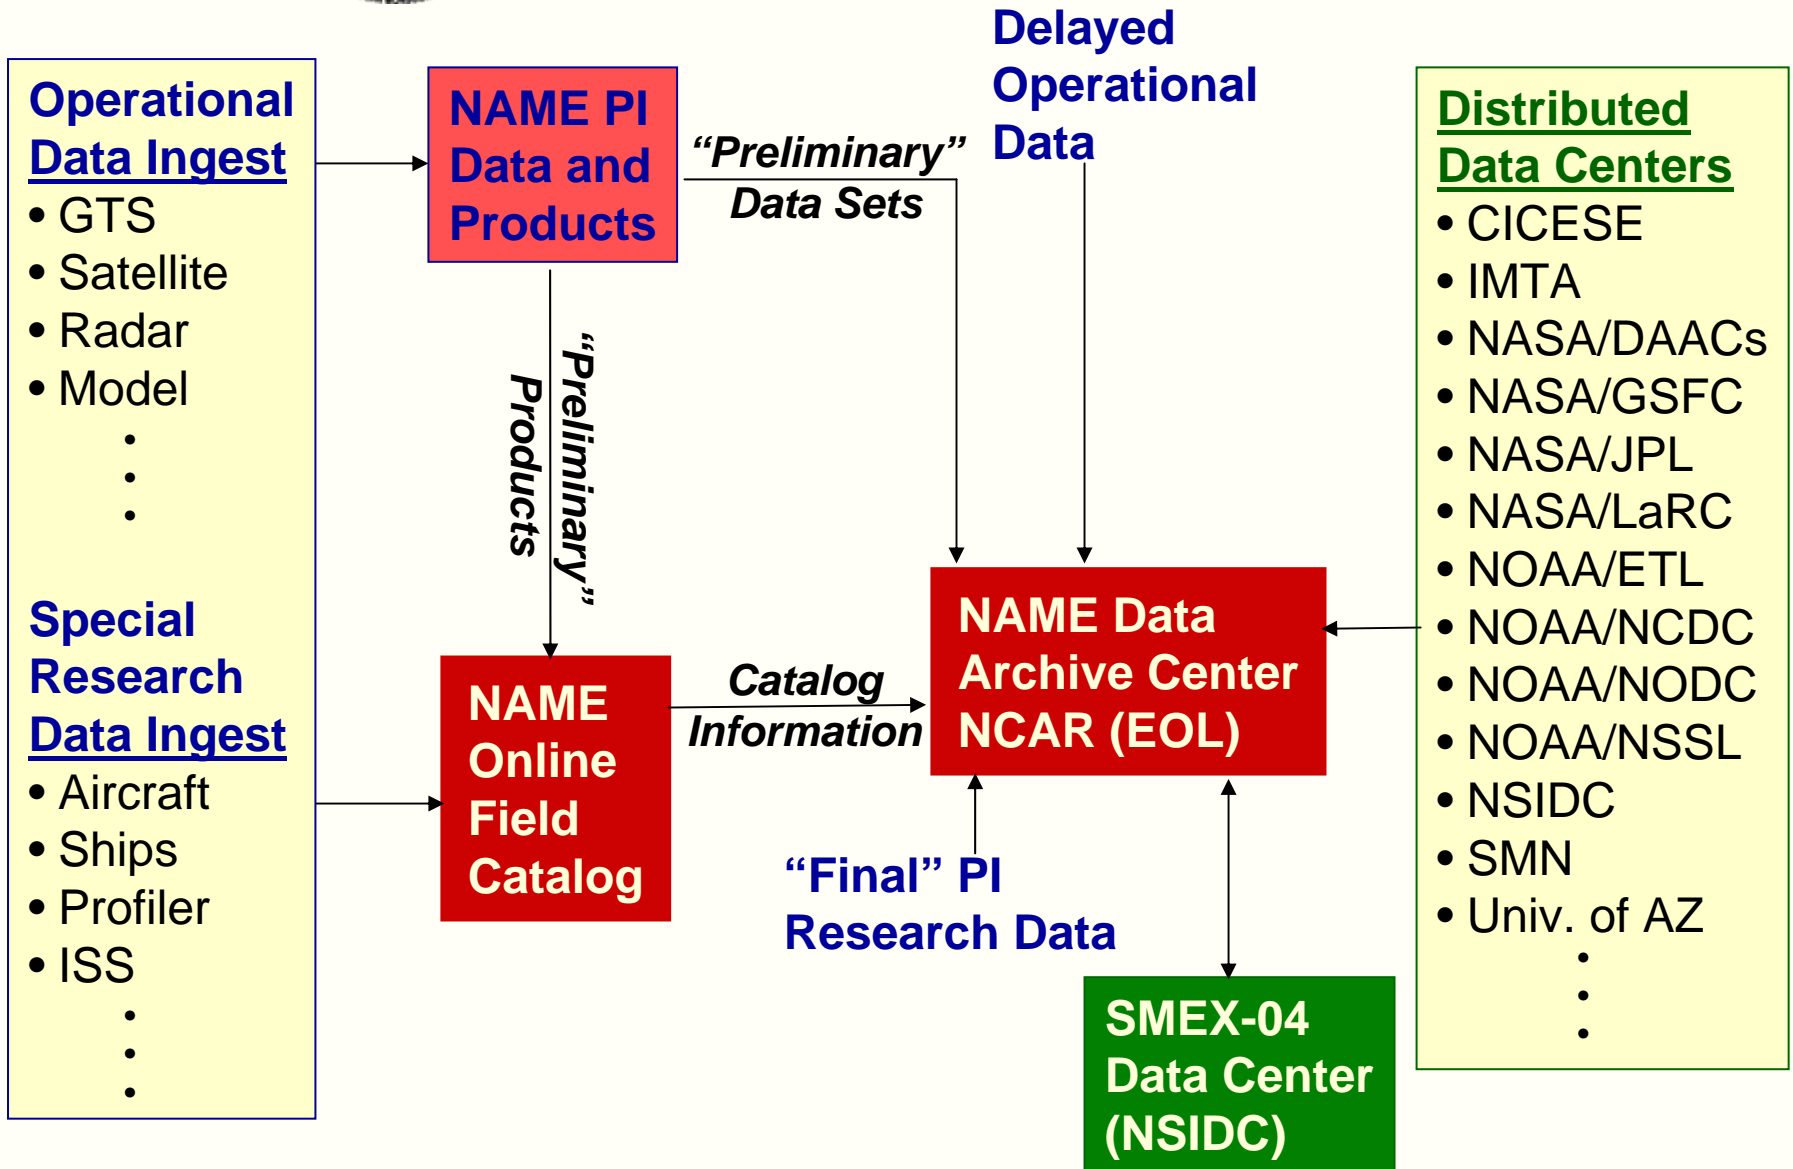 Operational
Data Ingest
• GTS
• Satellite
• Radar
• Model
•
•
•
Special
Research
Data Ingest
• Aircraft
• Ships
• Profiler
• ISS
•
•
•
NAME PI
Data and
Products
“Preliminary”
Data Sets
“Preliminary”
Products
NAME
Online
Field
Catalog
Catalog
Information
Delayed
Operational
Data
NAME Data
Archive Center
NCAR (EOL)
“Final” PI
Research Data
SMEX-04
Data Center
(NSIDC)
Distributed
Data Centers
• CICESE
• IMTA
• NASA/DAACs
• NASA/GSFC
• NASA/JPL
• NASA/LaRC
• NOAA/ETL
• NOAA/NCDC
• NOAA/NODC
• NOAA/NSSL
• NSIDC
• SMN
• Univ. of AZ
•
•
•